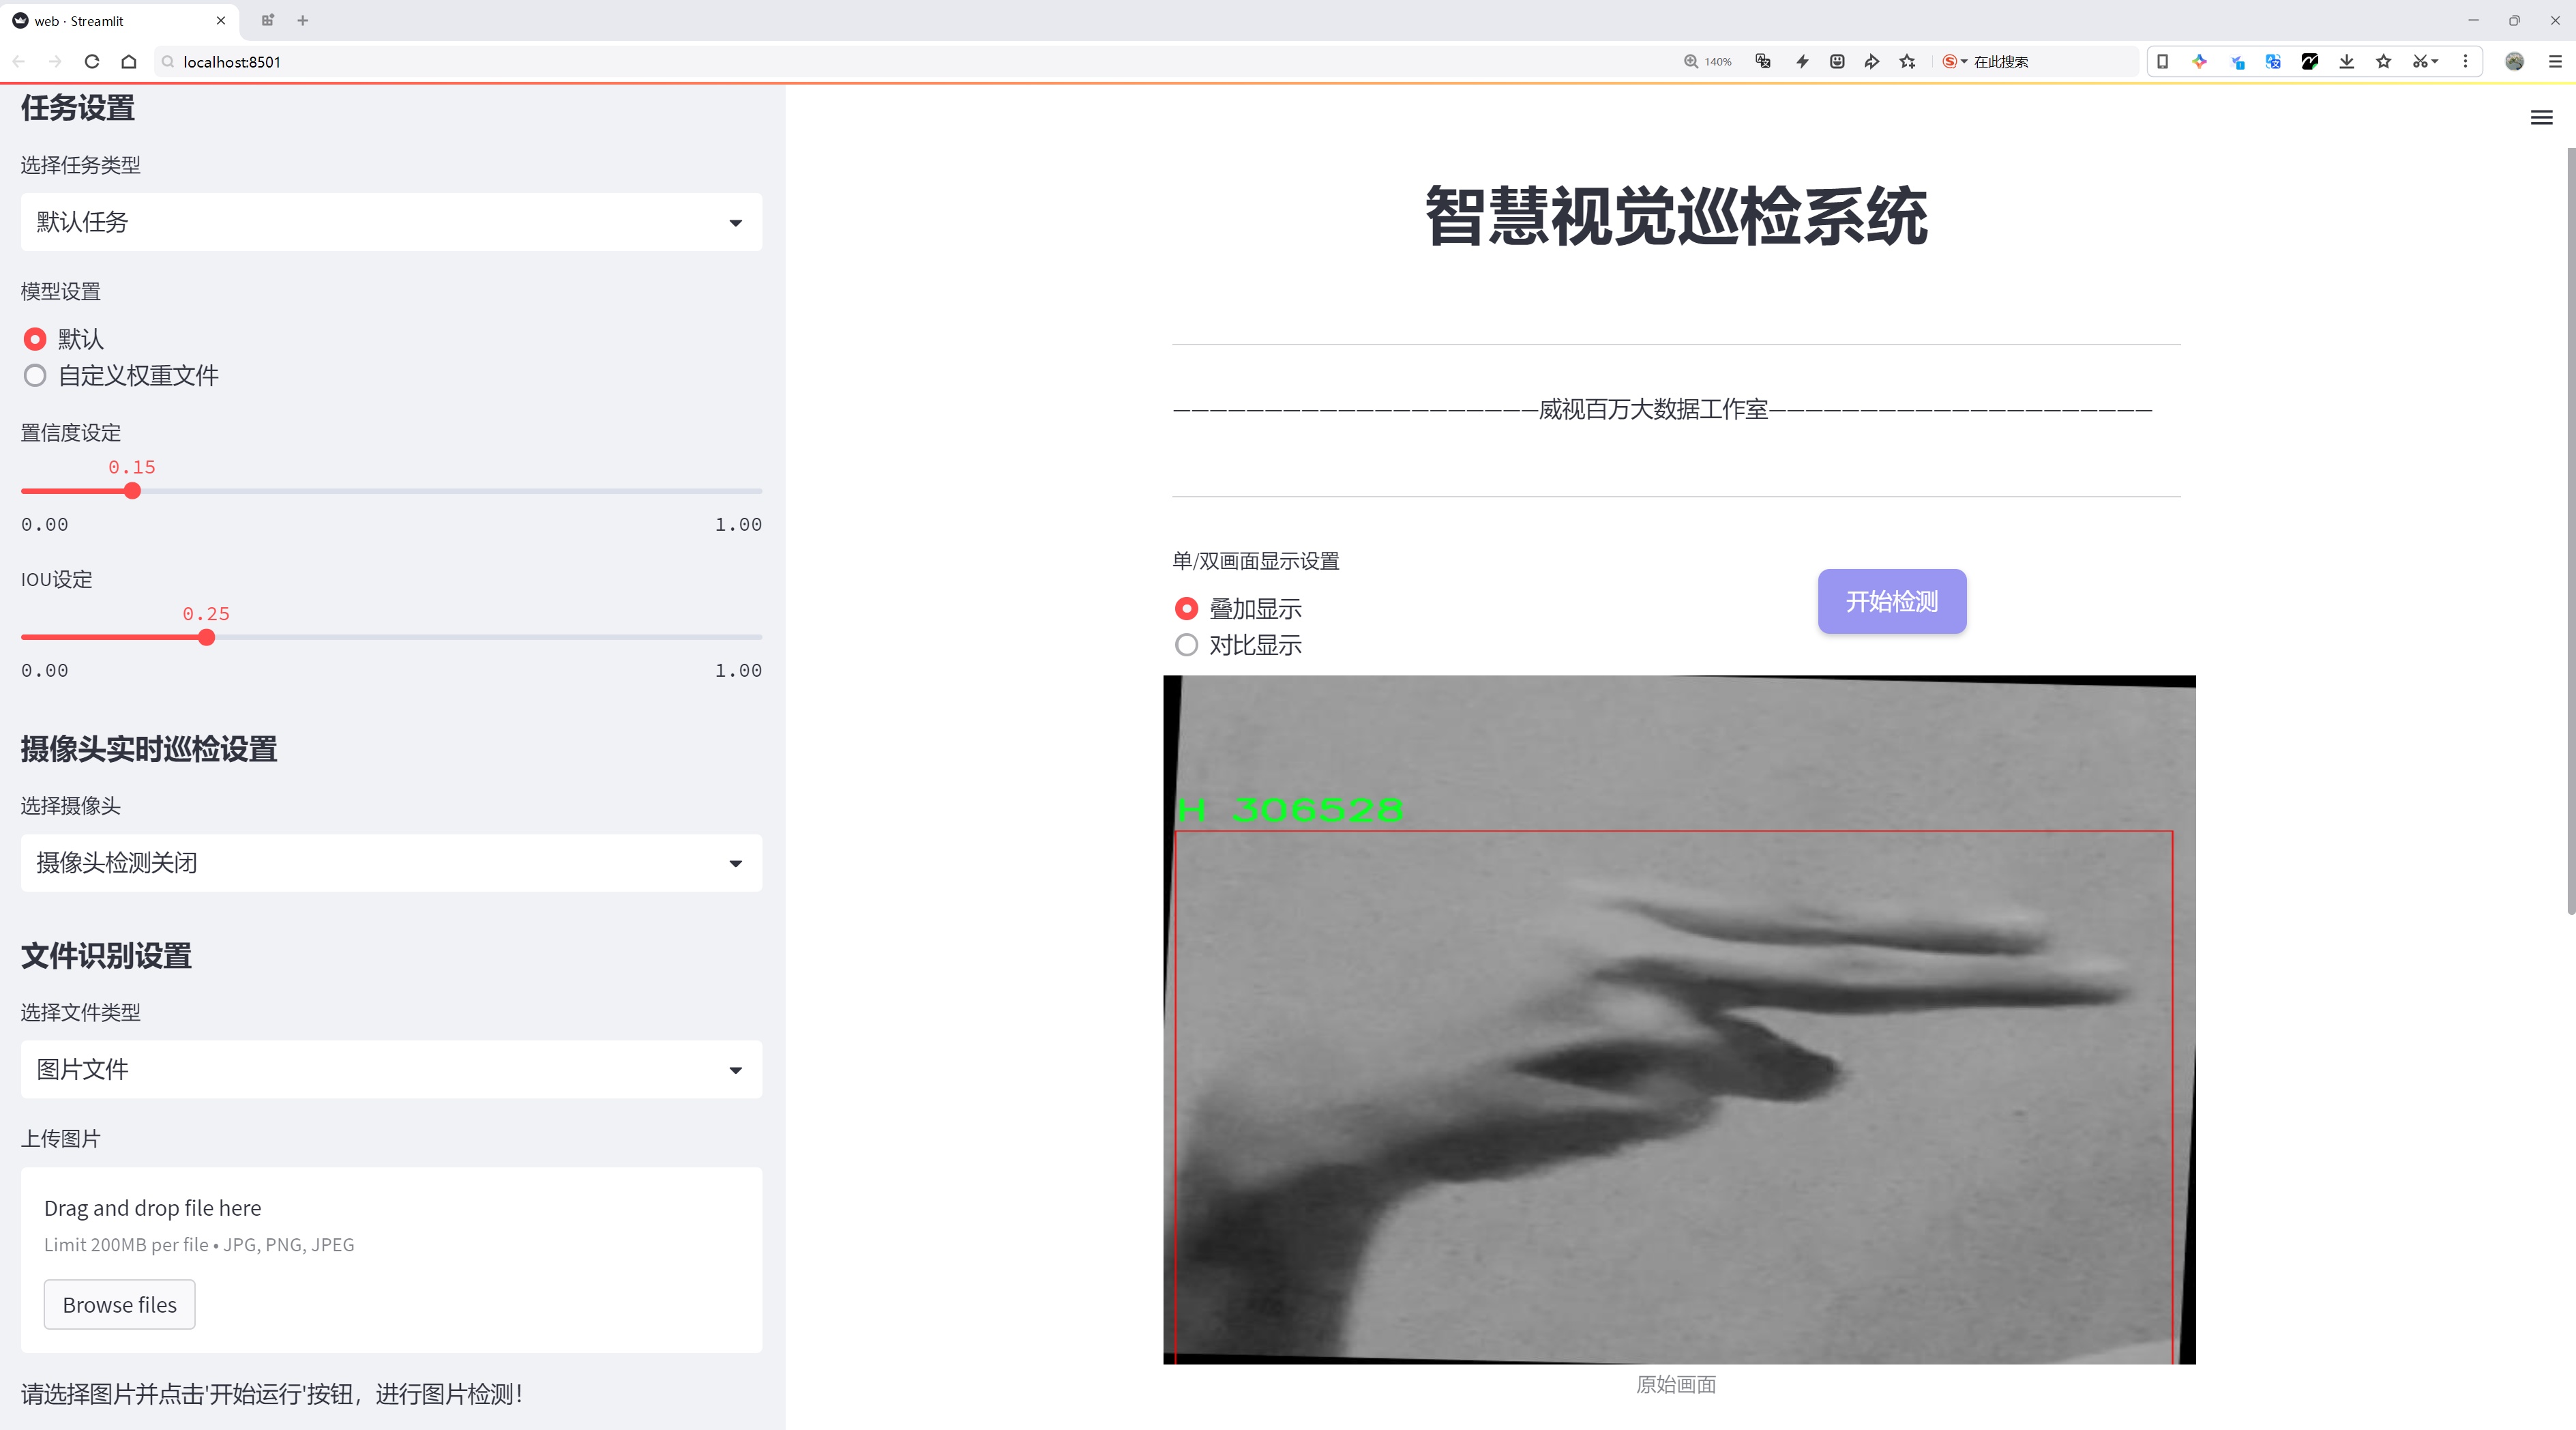 web · Streamlit
localhost:8501
140%
在此搜索
任务设置
选择任务类型
默认任务
模型设置
默认
自定义权重文件
置信度设定
0.15
0.00
1.00
IOU设定
0.25
0.00
1.00
摄像头实时巡检设置
选择摄像头
摄像头检测关闭
文件识别设置
选择文件类型
图片文件
上传图片
Drag and drop file here
Limit 200MB per file • JPG, PNG, JPEG
Browse files
请选择图片并点击'开始运行'按钮，进行图片检测！
智慧视觉巡检系统
————————————————————威视百万大数据工作室—————————————————————
单/双画面显示设置
叠加显示
对比显示
开始检测
H 306528
原始画面